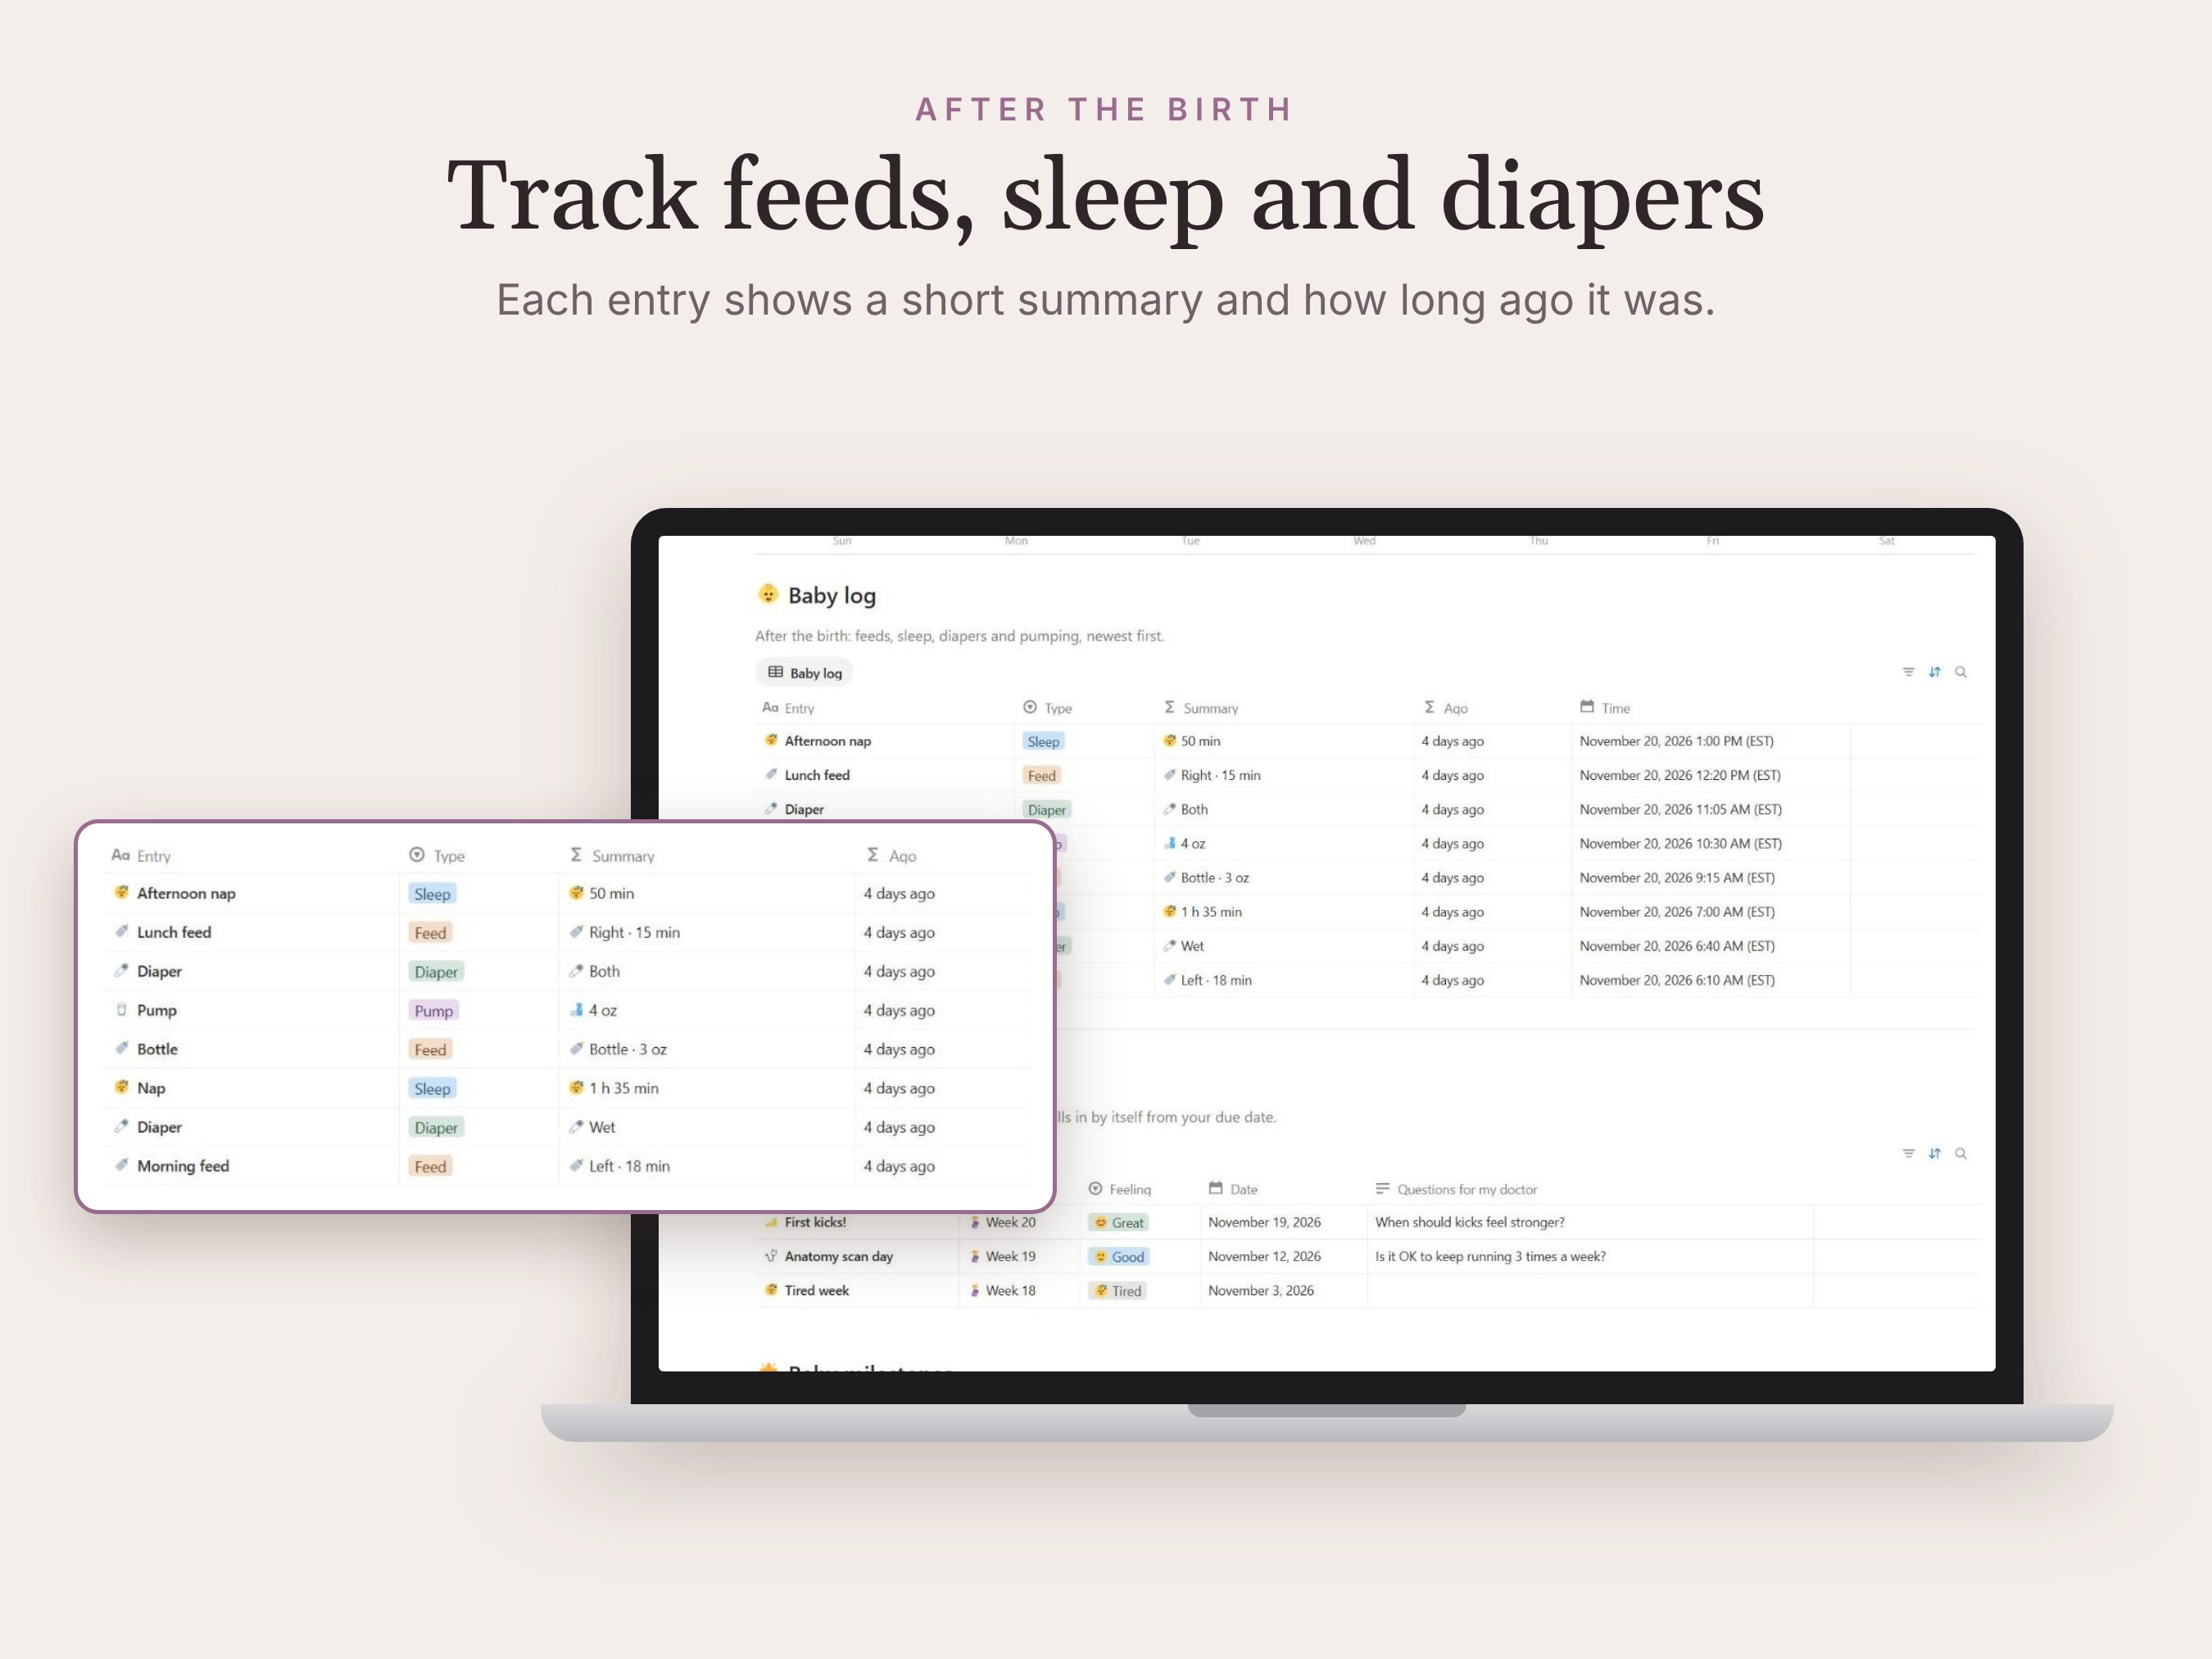 AFTER THE BIRTH
Track feeds, sleep and diapers
Each entry shows a short summary and how long ago it was.
Sun Mon Tue Wed Thu Fri Sat
Baby log
After the birth: feeds, sleep, diapers and pumping, newest first.
Baby log
Aa Entry Type Σ Summary Σ Ago Time
Afternoon nap Sleep 50 min 4 days ago November 20, 2026 1:00 PM (EST)
Lunch feed Feed Right · 15 min 4 days ago November 20, 2026 12:20 PM (EST)
Diaper Diaper Both 4 days ago November 20, 2026 11:05 AM (EST)
4 oz 4 days ago November 20, 2026 10:30 AM (EST)
Bottle · 3 oz 4 days ago November 20, 2026 9:15 AM (EST)
1 h 35 min 4 days ago November 20, 2026 7:00 AM (EST)
Wet 4 days ago November 20, 2026 6:40 AM (EST)
Left · 18 min 4 days ago November 20, 2026 6:10 AM (EST)
Aa Entry Type Σ Summary Σ Ago
Afternoon nap Sleep 50 min 4 days ago
Lunch feed Feed Right · 15 min 4 days ago
Diaper Diaper Both 4 days ago
Pump Pump 4 oz 4 days ago
Bottle Feed Bottle · 3 oz 4 days ago
Nap Sleep 1 h 35 min 4 days ago
Diaper Diaper Wet 4 days ago
Morning feed Feed Left · 18 min 4 days ago
in by itself from your due date.
Feeling Date Questions for my doctor
First kicks! Week 20 Great November 19, 2026 When should kicks feel stronger?
Anatomy scan day Week 19 Good November 12, 2026 Is it OK to keep running 3 times a week?
Tired week Week 18 Tired November 3, 2026